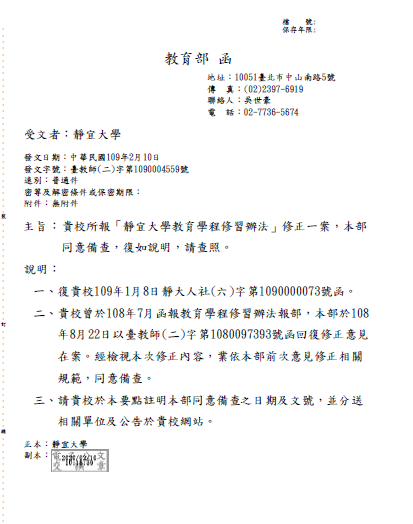 檔　　號:
保存年限:
教育部 函
地址：10051臺北市中山南路5號
傳　真：(02)2397-6919
聯絡人：吳世豪
電　話：02-7736-5674
受文者：靜宜大學
發文日期：中華民國109年2月10日
發文字號：臺教師(二)字第1090004559號
速別：普通件
密等及解密條件或保密期限：
附件：無附件
主旨：貴校所報「靜宜大學教育學程修習辦法」修正一案，本部
同意備查，復如說明，請查照。
說明：
一、復貴校109年1月8日靜大人社(六)字第1090000073號函。
二、貴校曾於108年7月函報教育學程修習辦法報部，本部於108
年8月22日以臺教師(二)字第1080097393號函回復修正意見
在案。經檢視本次修正內容，業依本部前次意見修正相關
規範，同意備查。
三、請貴校於本要點註明本部同意備查之日期及文號，並分送
相關單位及公告於貴校網站。
正本：靜宜大學
副本：
裝
訂
線